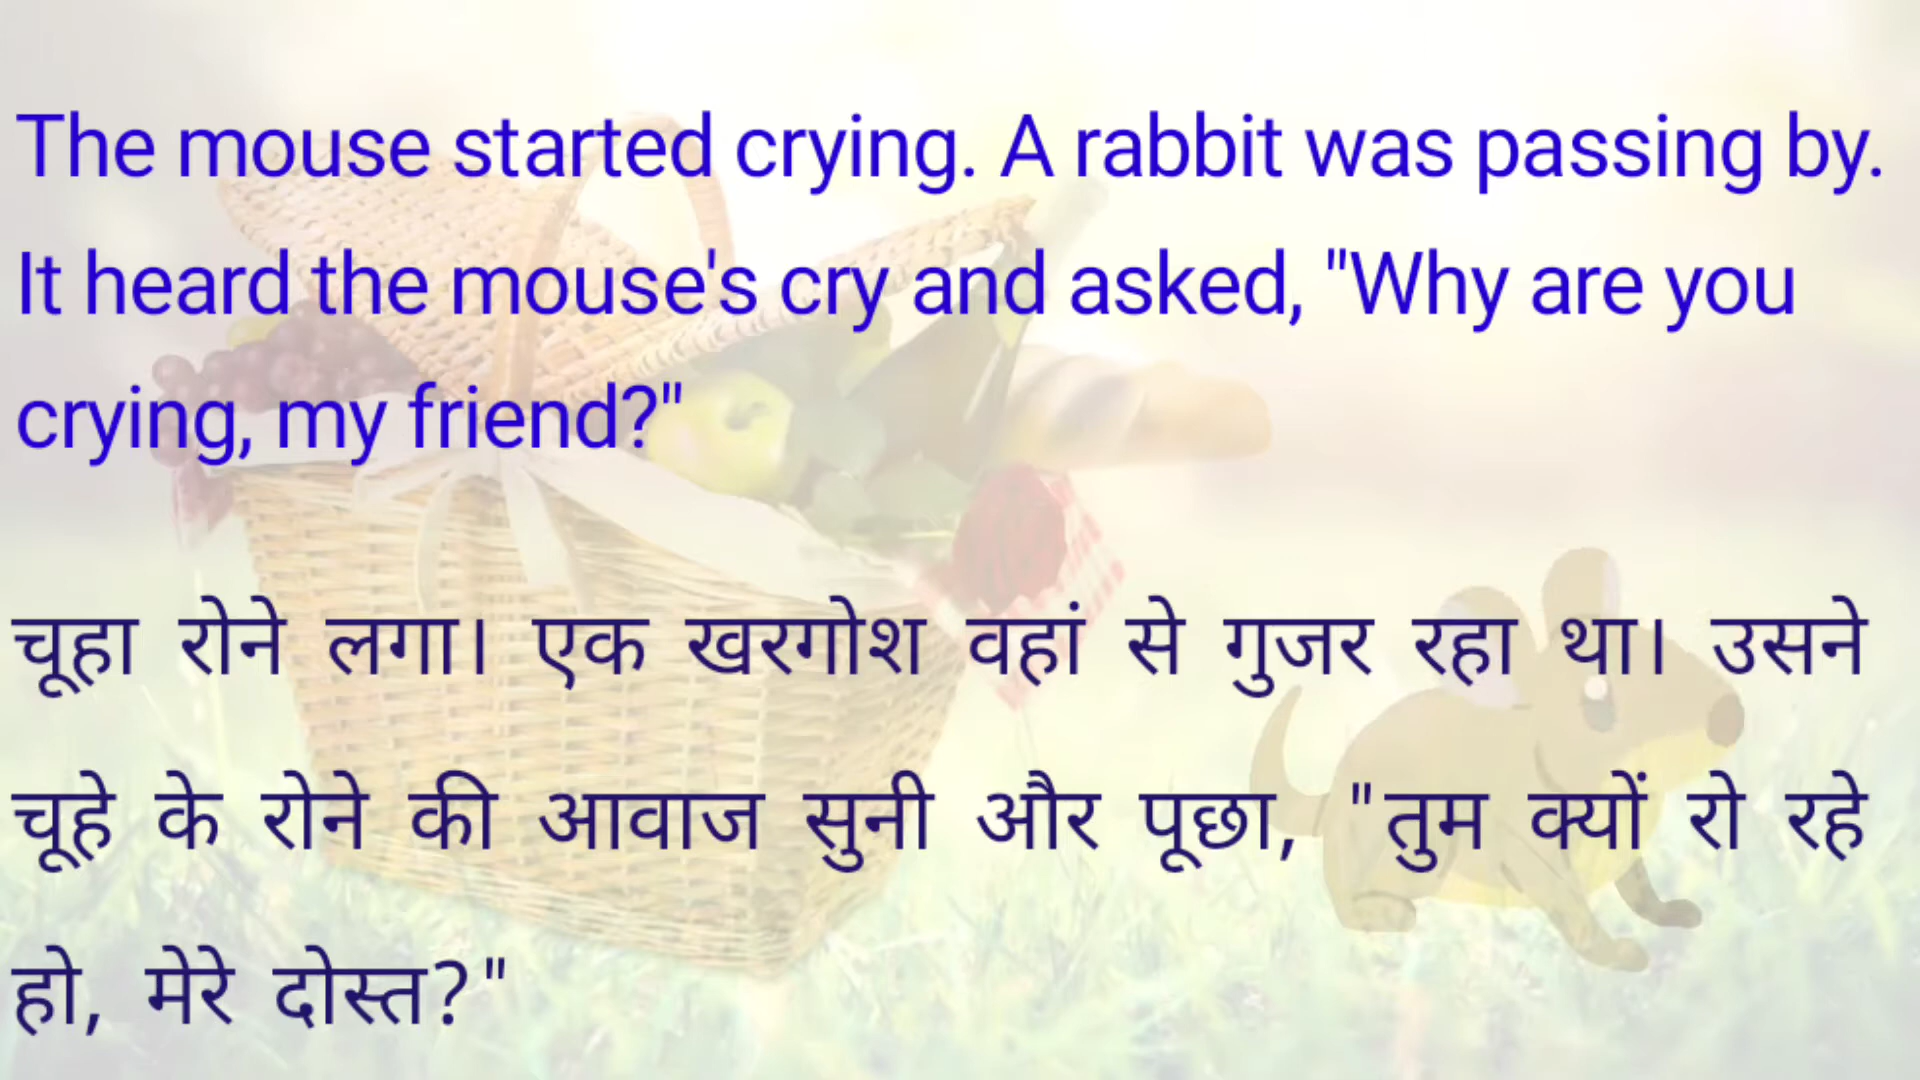 The mouse started crying. A rabbit was passing by.
It heard the mouse's cry and asked, "Why are you
crying, my friend?"
चूहा रोने लगा। एक खरगोश वहां से गुजर रहा था। उसने
चूहे के रोने की आवाज सुनी और पूछा, "तुम क्यों रो रहे
हो, मेरे दोस्त?"